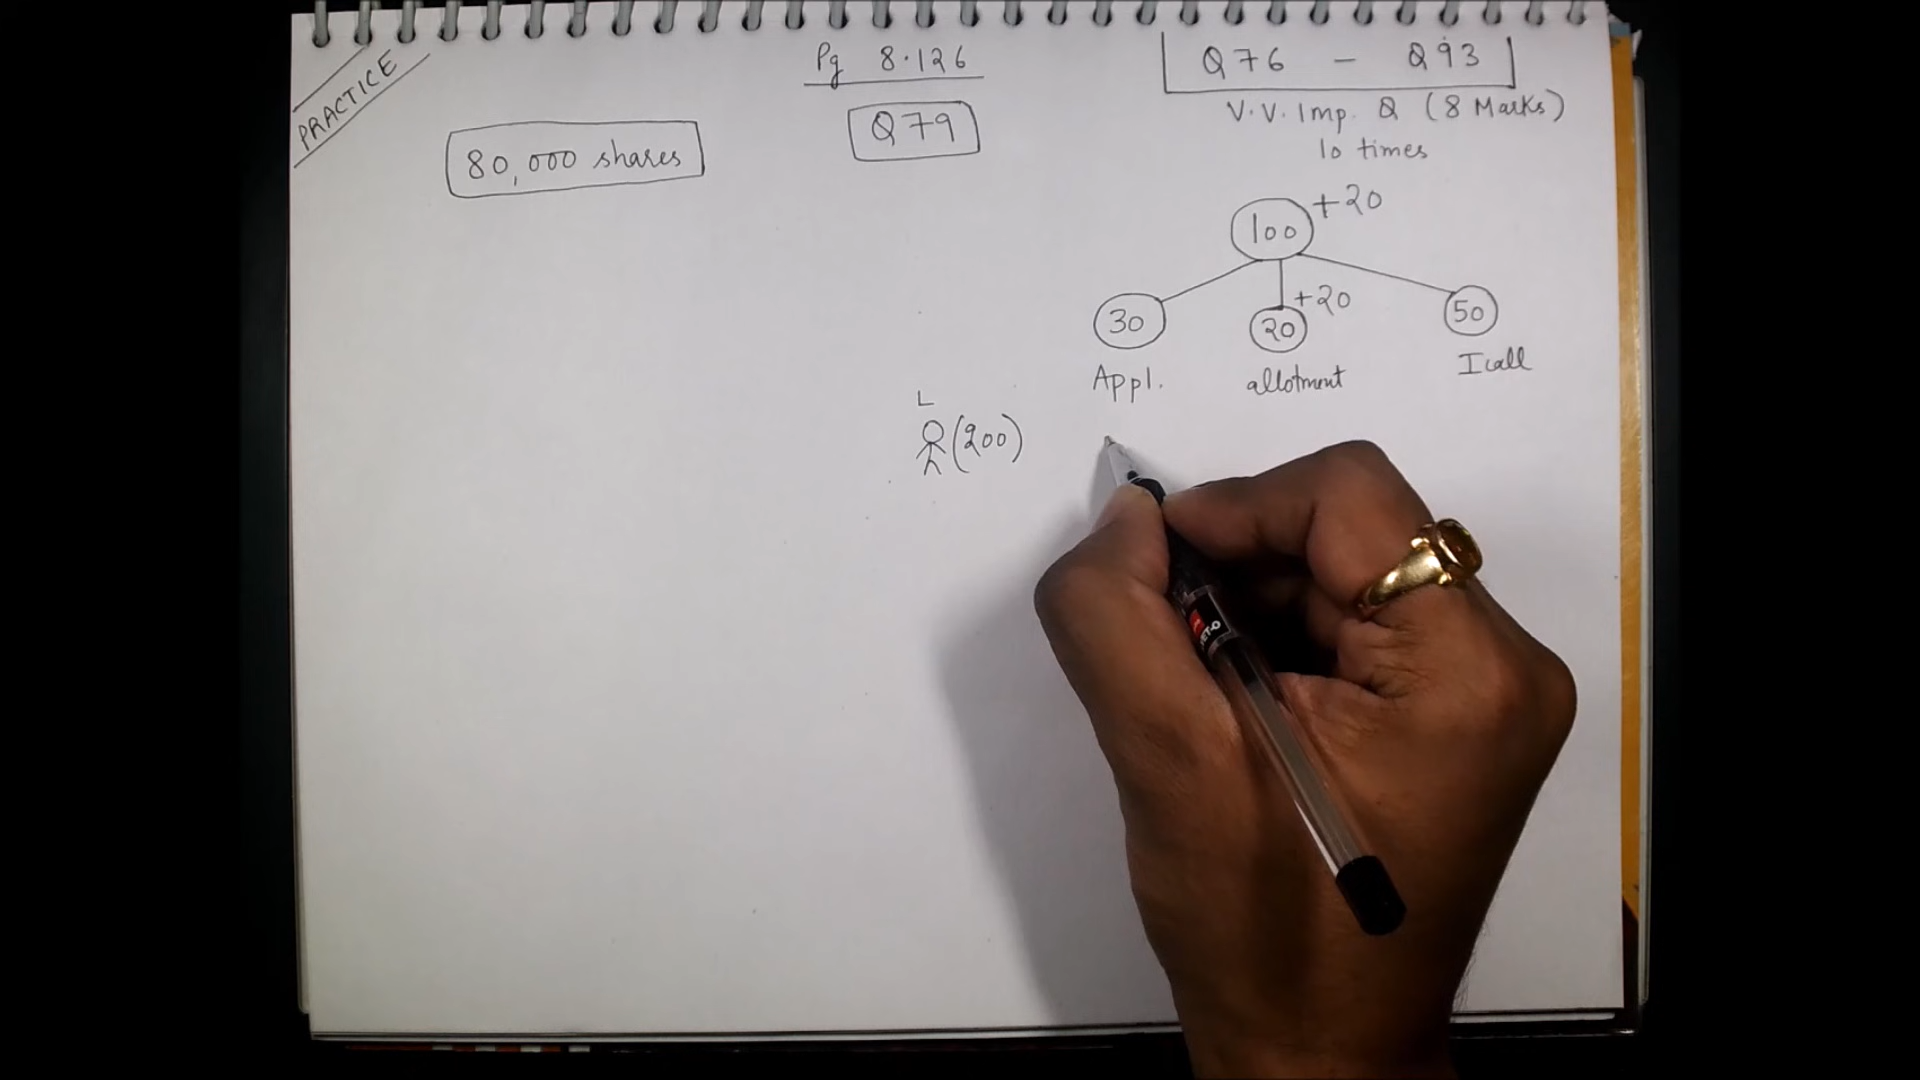 PRACTICE
Pg 8.126
Q79
80,000 shares
Q76 - Q93
V.V. Imp. Q (8 Marks)
10 times
100 +20
30
20 +20
50
Appl.
allotment
I call
L
(200)